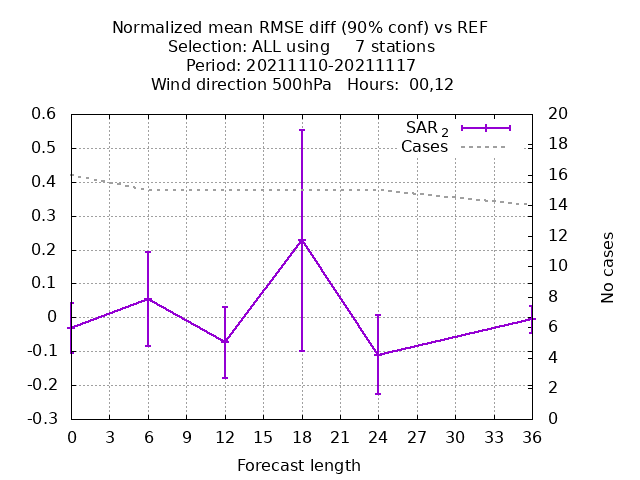 Normalized mean RMSE diff (90% conf) vs REF
Selection: ALL using     7 stations
Period: 20211110-20211117
Wind direction 500hPa   Hours:  00,12
0.6
0.5
0.4
0.3
0.2
0.1
0
-0.1
-0.2
-0.3
20
18
16
14
12
10
8
6
4
2
0
SAR 2
Cases
No cases
0 3 6 9 12 15 18 21 24 27 30 33 36
Forecast length